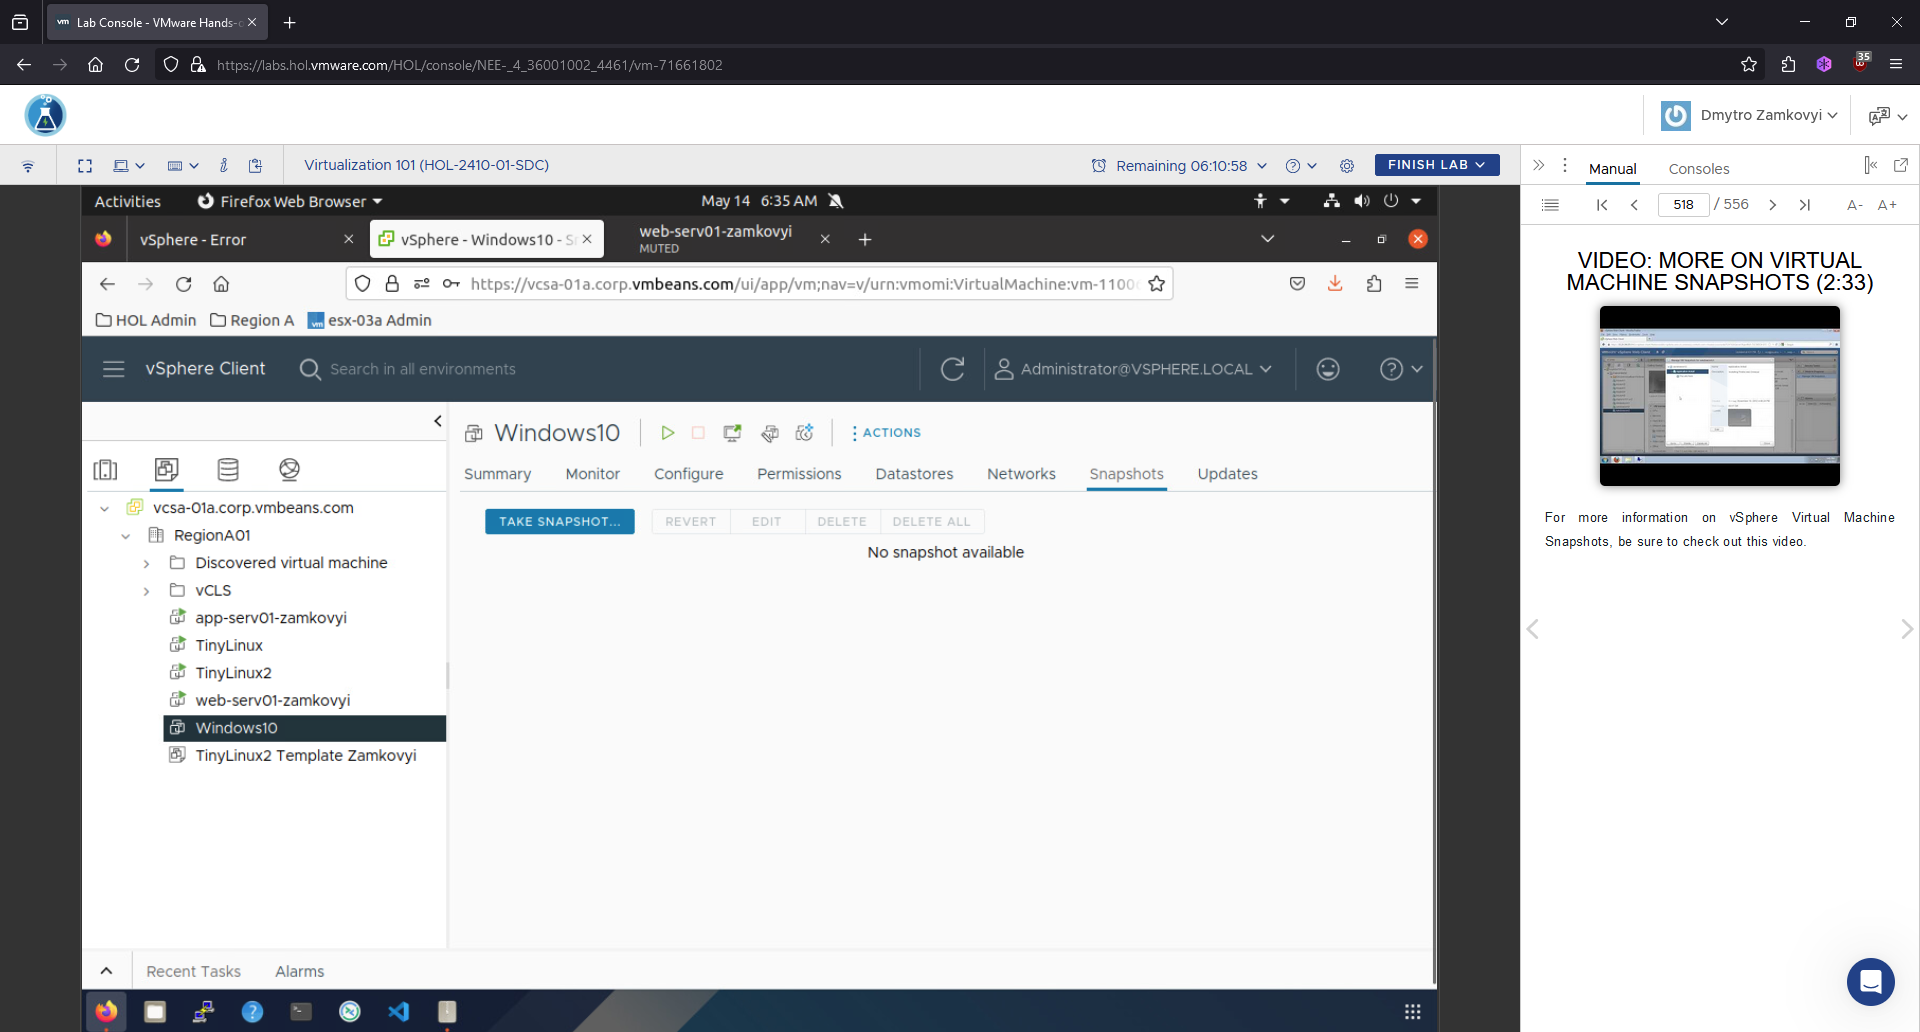 Lab Console - VMware Hands-o
https://labs.hol.vmware.com/HOL/console/NEE-_4_36001002_4461/vm-71661802
35
Dmytro Zamkovyi
Virtualization 101 (HOL-2410-01-SDC)
Remaining 06:10:58
FINISH LAB
Manual
Consoles
Activities
Firefox Web Browser
May 14 6:35 AM
518 / 556
A- A+
vSphere - Error
vSphere - Windows10 - S
web-serv01-zamkovyi
MUTED
https://vcsa-01a.corp.vmbeans.com/ui/app/vm;nav=v/urn:vmomi:VirtualMachine:vm-1100
HOL Admin
Region A
vm
esx-03a Admin
vSphere Client
Search in all environments
Administrator@VSPHERE.LOCAL
Windows10
ACTIONS
Summary
Monitor
Configure
Permissions
Datastores
Networks
Snapshots
Updates
TAKE SNAPSHOT...
REVERT
EDIT
DELETE
DELETE ALL
No snapshot available
vcsa-01a.corp.vmbeans.com
RegionA01
Discovered virtual machine
vCLS
app-serv01-zamkovyi
TinyLinux
TinyLinux2
web-serv01-zamkovyi
Windows10
TinyLinux2 Template Zamkovyi
Recent Tasks
Alarms
VIDEO: MORE ON VIRTUAL
MACHINE SNAPSHOTS (2:33)
For more information on vSphere Virtual Machine
Snapshots, be sure to check out this video.